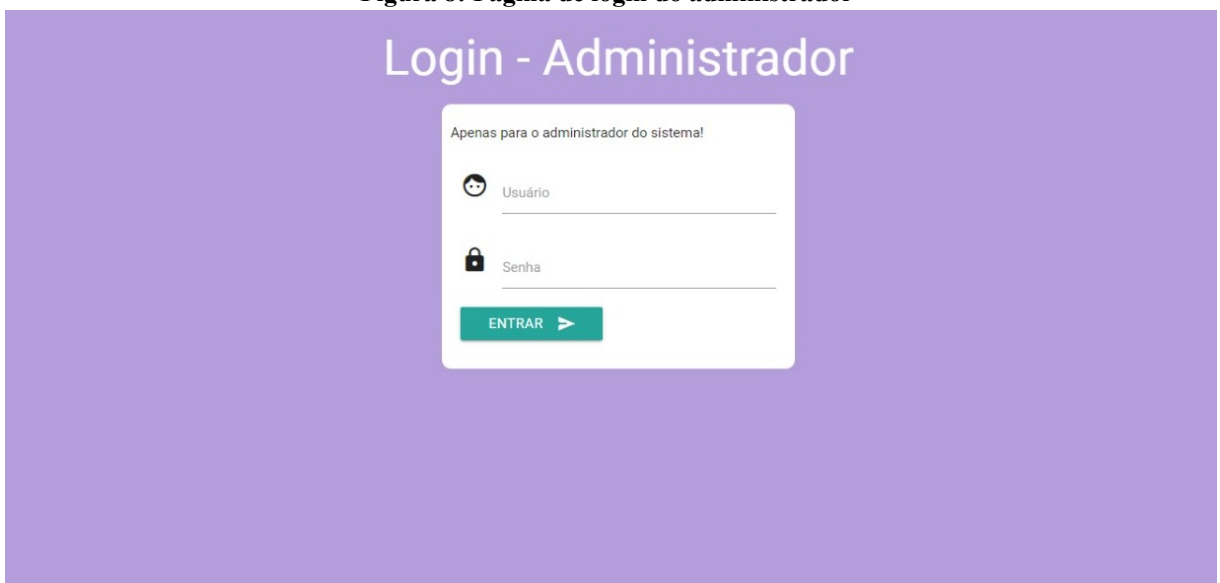 Login - Administrador
Apenas para o administrador do sistema!
Usuário
Senha
ENTRAR